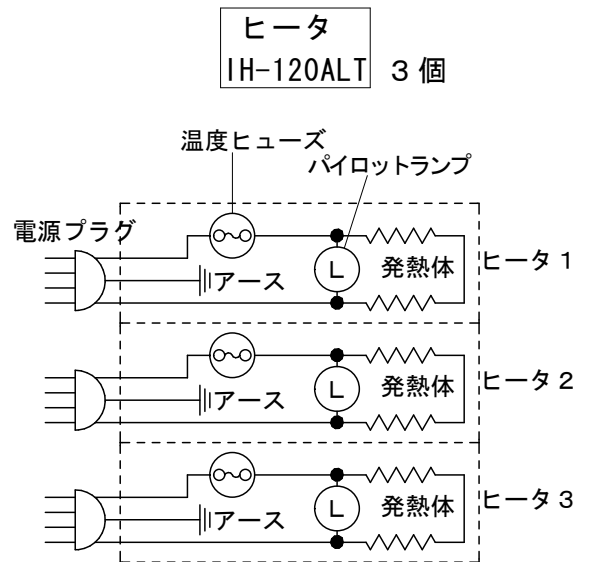 ヒータ
IH-120ALT 3個
温度ヒューズ
パイロットランプ
電源プラグ
アース
L
発熱体
ヒータ1
アース
L
発熱体
ヒータ2
アース
L
発熱体
ヒータ3